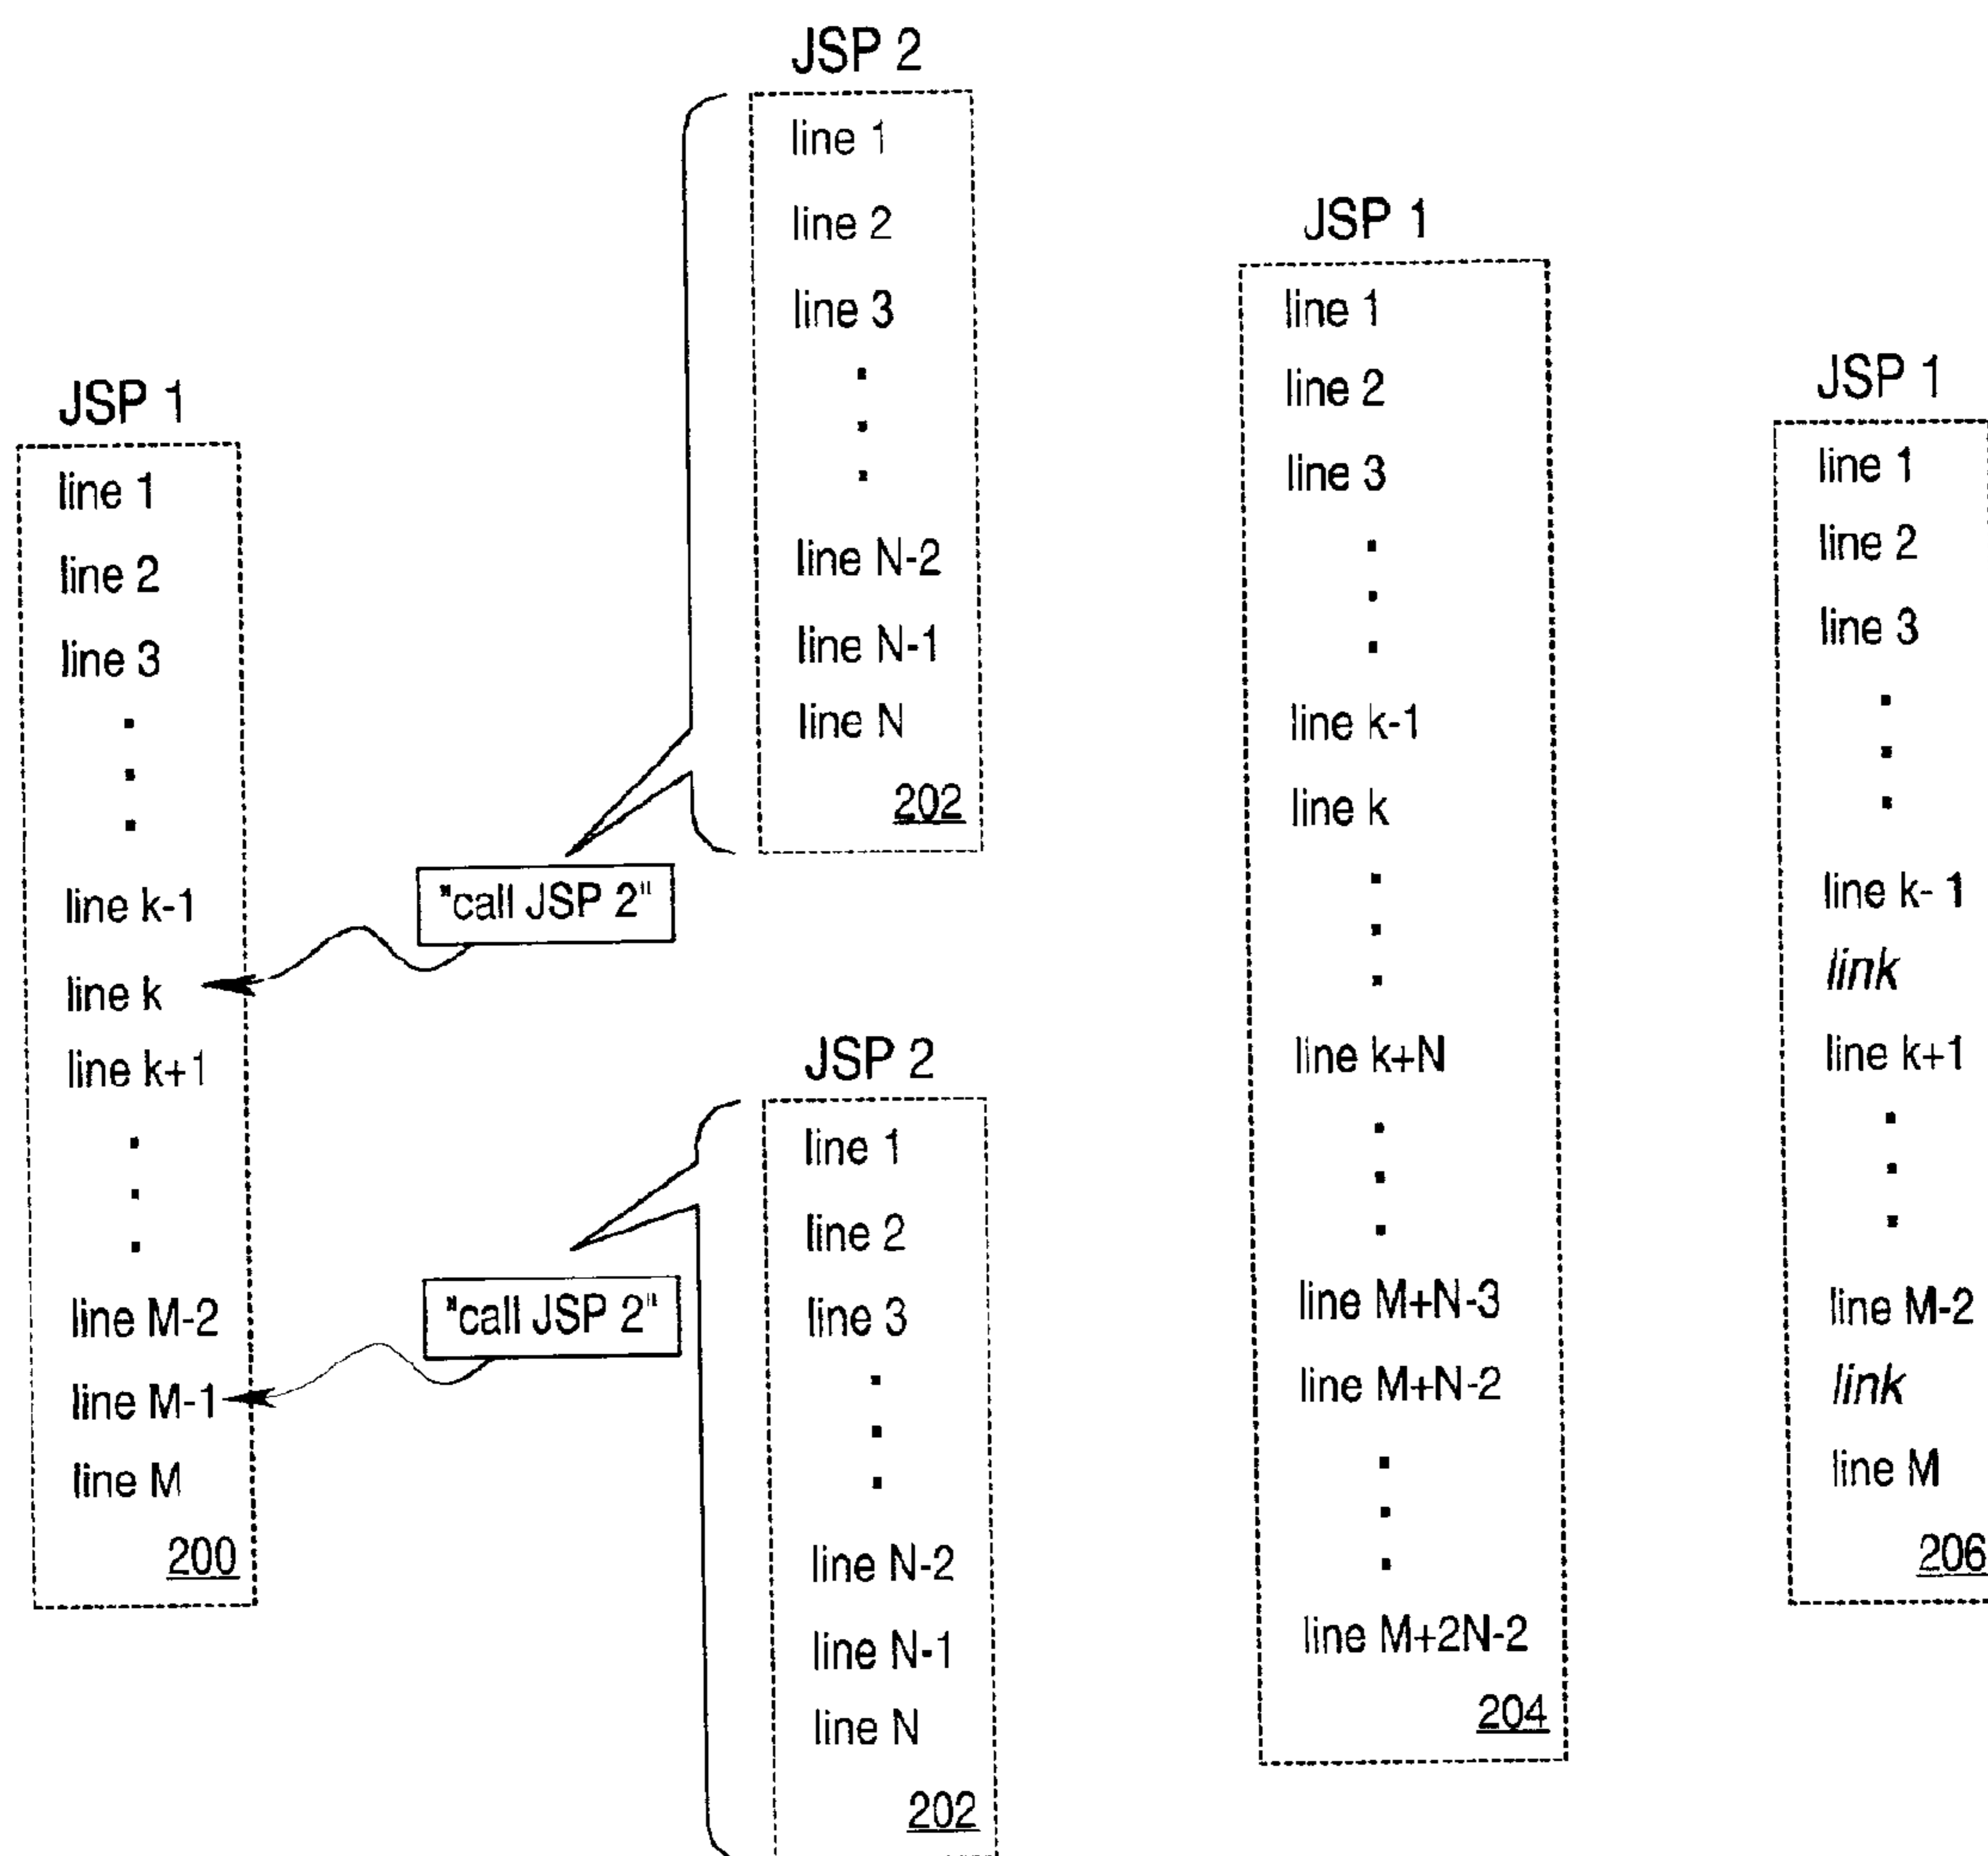 JSP 1
line 1
line 2
line 3
line k-1
line k
line k+1
line M-2
line M-1
line M
200
"call JSP 2"
"call JSP 2"
JSP 2
line 1
line 2
line 3
line N-2
line N-1
line N
202
JSP 2
line 1
line 2
line 3
line N-2
line N-1
line N
202
JSP 1
line 1
line 2
line 3
line k-1
line k
line k+N
line M+N-3
line M+N-2
line M+2N-2
204
JSP 1
line 1
line 2
line 3
line k- 1
link
line k+1
line M-2
link
line M
206